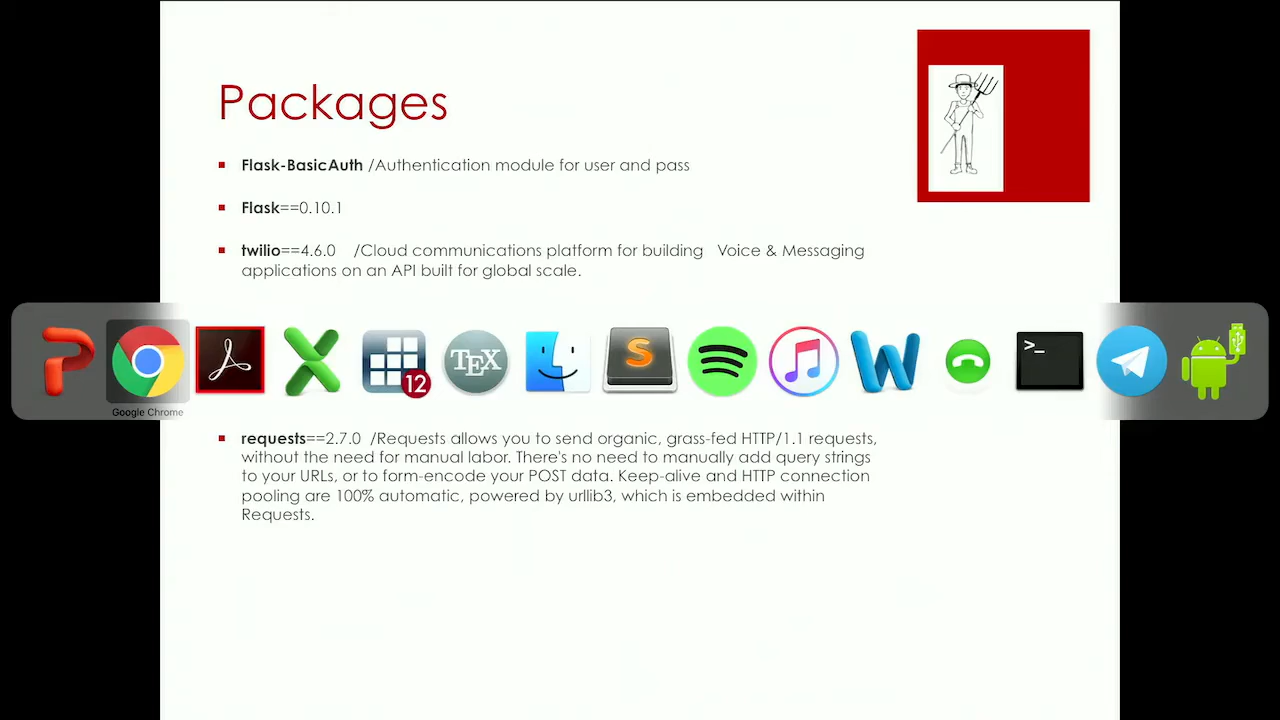 Packages
Flask-BasicAuth /Authentication module for user and pass
Flask==0.10.1
twilio==4.6.0 /Cloud communications platform for building Voice & Messaging
applications on an API built for global scale.
12
TEX
S
W
>_
Google Chrome
requests==2.7.0 /Requests allows you to send organic, grass-fed HTTP/1.1 requests,
without the need for manual labor. There's no need to manually add query strings
to your URLs, or to form-encode your POST data. Keep-alive and HTTP connection
pooling are 100% automatic, powered by urllib3, which is embedded within
Requests.